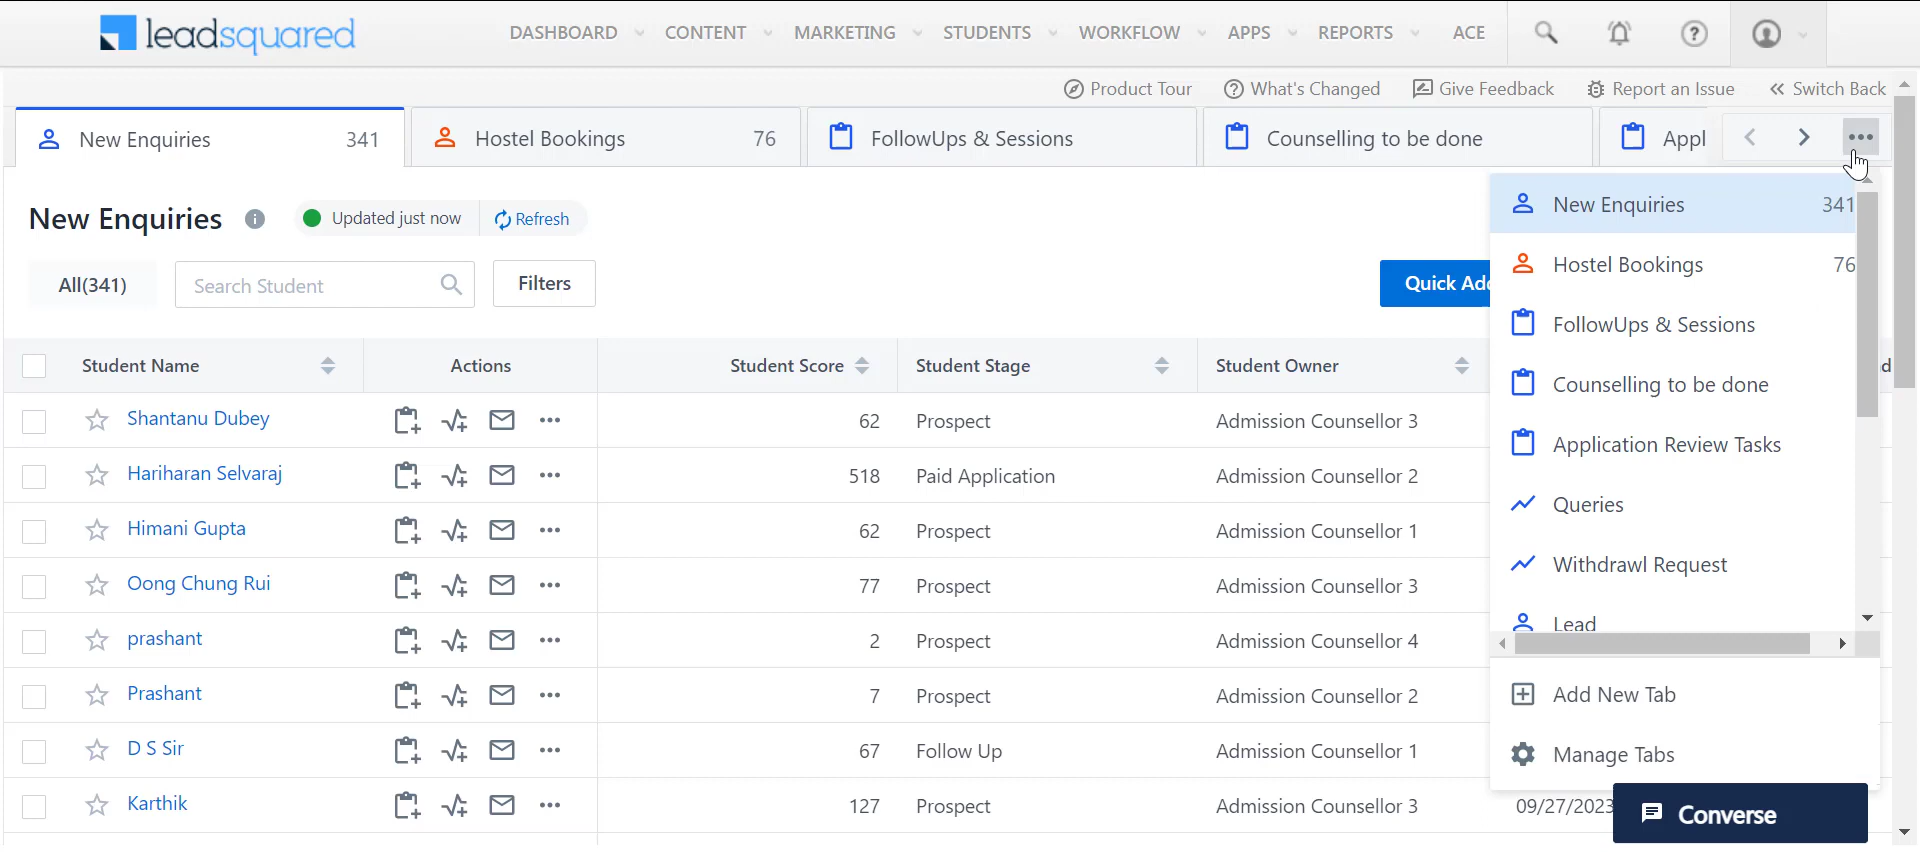 leadsquared
DASHBOARD CONTENT MARKETING STUDENTS WORKFLOW APPS REPORTS ACE
Product Tour What's Changed Give Feedback Report an Issue Switch Back
New Enquiries 341 Hostel Bookings 76 FollowUps & Sessions Counselling to be done Appl
New Enquiries Updated just now Refresh
All(341) Search Student Filters Quick Add
Student Name Actions Student Score Student Stage Student Owner
Shantanu Dubey 62 Prospect Admission Counsellor 3
Hariharan Selvaraj 518 Paid Application Admission Counsellor 2
Himani Gupta 62 Prospect Admission Counsellor 1
Oong Chung Rui 77 Prospect Admission Counsellor 3
prashant 2 Prospect Admission Counsellor 4
Prashant 7 Prospect Admission Counsellor 2
D S Sir 67 Follow Up Admission Counsellor 1
Karthik 127 Prospect Admission Counsellor 3 09/27/2023
New Enquiries 341
Hostel Bookings 76
FollowUps & Sessions
Counselling to be done
Application Review Tasks
Queries
Withdrawl Request
Lead
Add New Tab
Manage Tabs
Converse